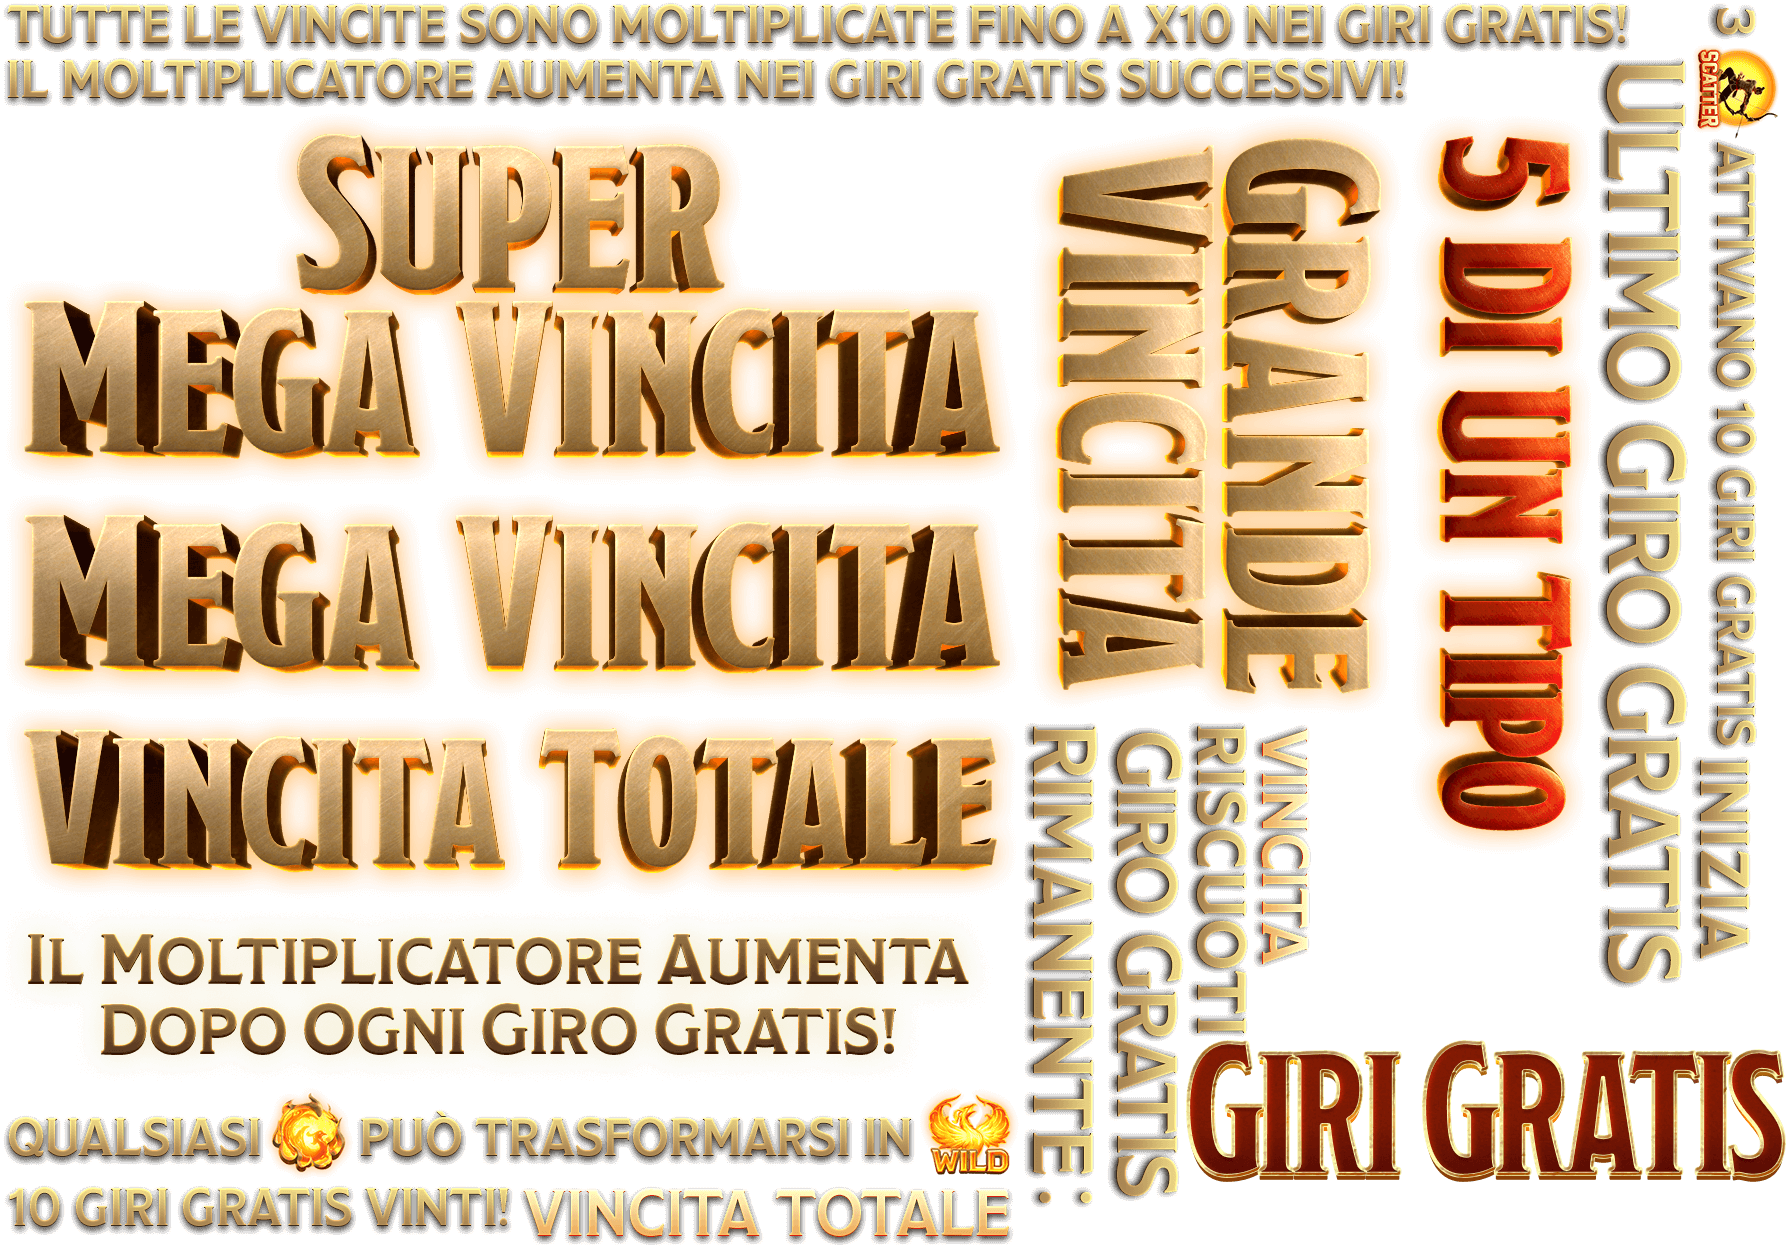 TUTTE LE VINCITE SONO MOLTIPLICATE FINO A X10 NEI GIRI GRATIS!
IL MOLTIPLICATORE AUMENTA NEI GIRI GRATIS SUCCESSIVI!
SUPER
MEGA VINCITA
MEGA VINCITA
VINCITA TOTALE
IL MOLTIPLICATORE AUMENTA
DOPO OGNI GIRO GRATIS!
QUALSIASI PUÒ TRASFORMARSI IN WILD
10 GIRI GRATIS VINTI!
VINCITA TOTALE
GRANDE
VINCITA
5 DI UN TIPO
ULTIMO GIRO GRATIS
3 SCATTER ATTIVANO 10 GIRI GRATIS
INIZIA
VINCITA
RISCUOTI
GIRO GRATIS
RIMANENTE:
GIRI GRATIS